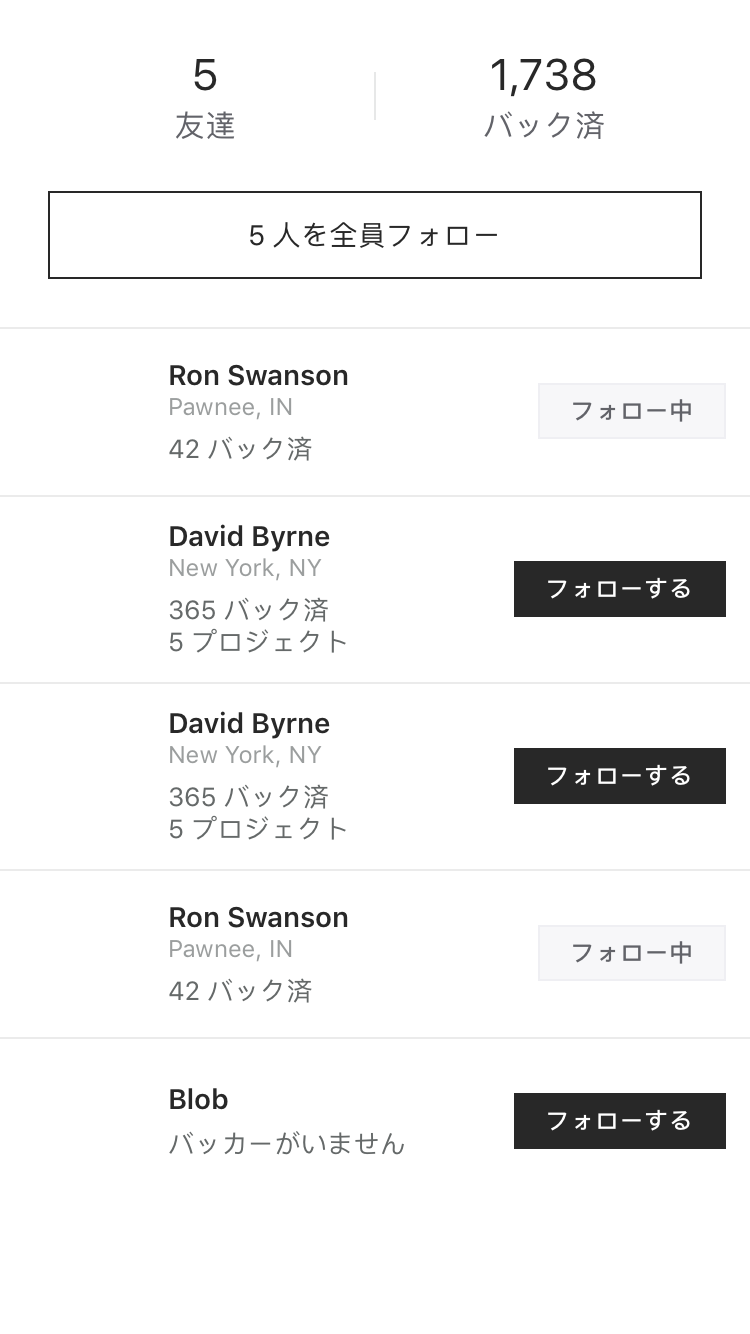 5
友達
1,738
バック済
5 人を全員フォロー
Ron Swanson
Pawnee, IN
42 バック済
フォロー中
David Byrne
New York, NY
365 バック済
5 プロジェクト
フォローする
David Byrne
New York, NY
365 バック済
5 プロジェクト
フォローする
Ron Swanson
Pawnee, IN
42 バック済
フォロー中
Blob
バッカーがいません
フォローする